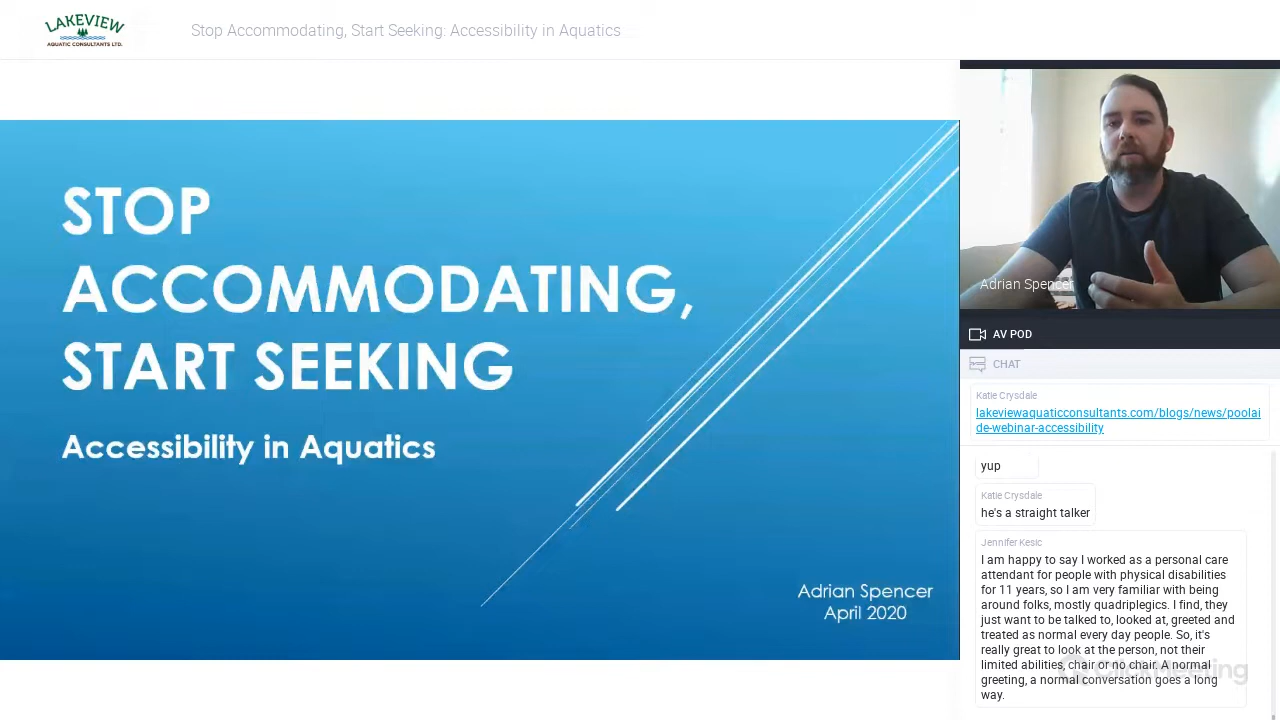 LAKEVIEW
AQUATIC CONSULTANTS LTD.
Stop Accommodating, Start Seeking: Accessibility in Aquatics
STOP
ACCOMMODATING,
START SEEKING
Accessibility in Aquatics
Adrian Spencer
April 2020
Adrian Spencer
AV POD
CHAT
Katie Crysdale
lakeviewaquaticconsultants.com/blogs/news/poolai
de-webinar-accessibility
yup
Katie Crysdale
he's a straight talker
Jennifer Kesic
I am happy to say I worked as a personal care
attendant for people with physical disabilities
for 11 years, so I am very familiar with being
around folks, mostly quadriplegics. I find, they
just want to be talked to, looked at, greeted and
treated as normal every day people. So, it's
really great to look at the person, not their
limited abilities, chair or no chair. A normal
greeting, a normal conversation goes a long
way.
ClickMeeting